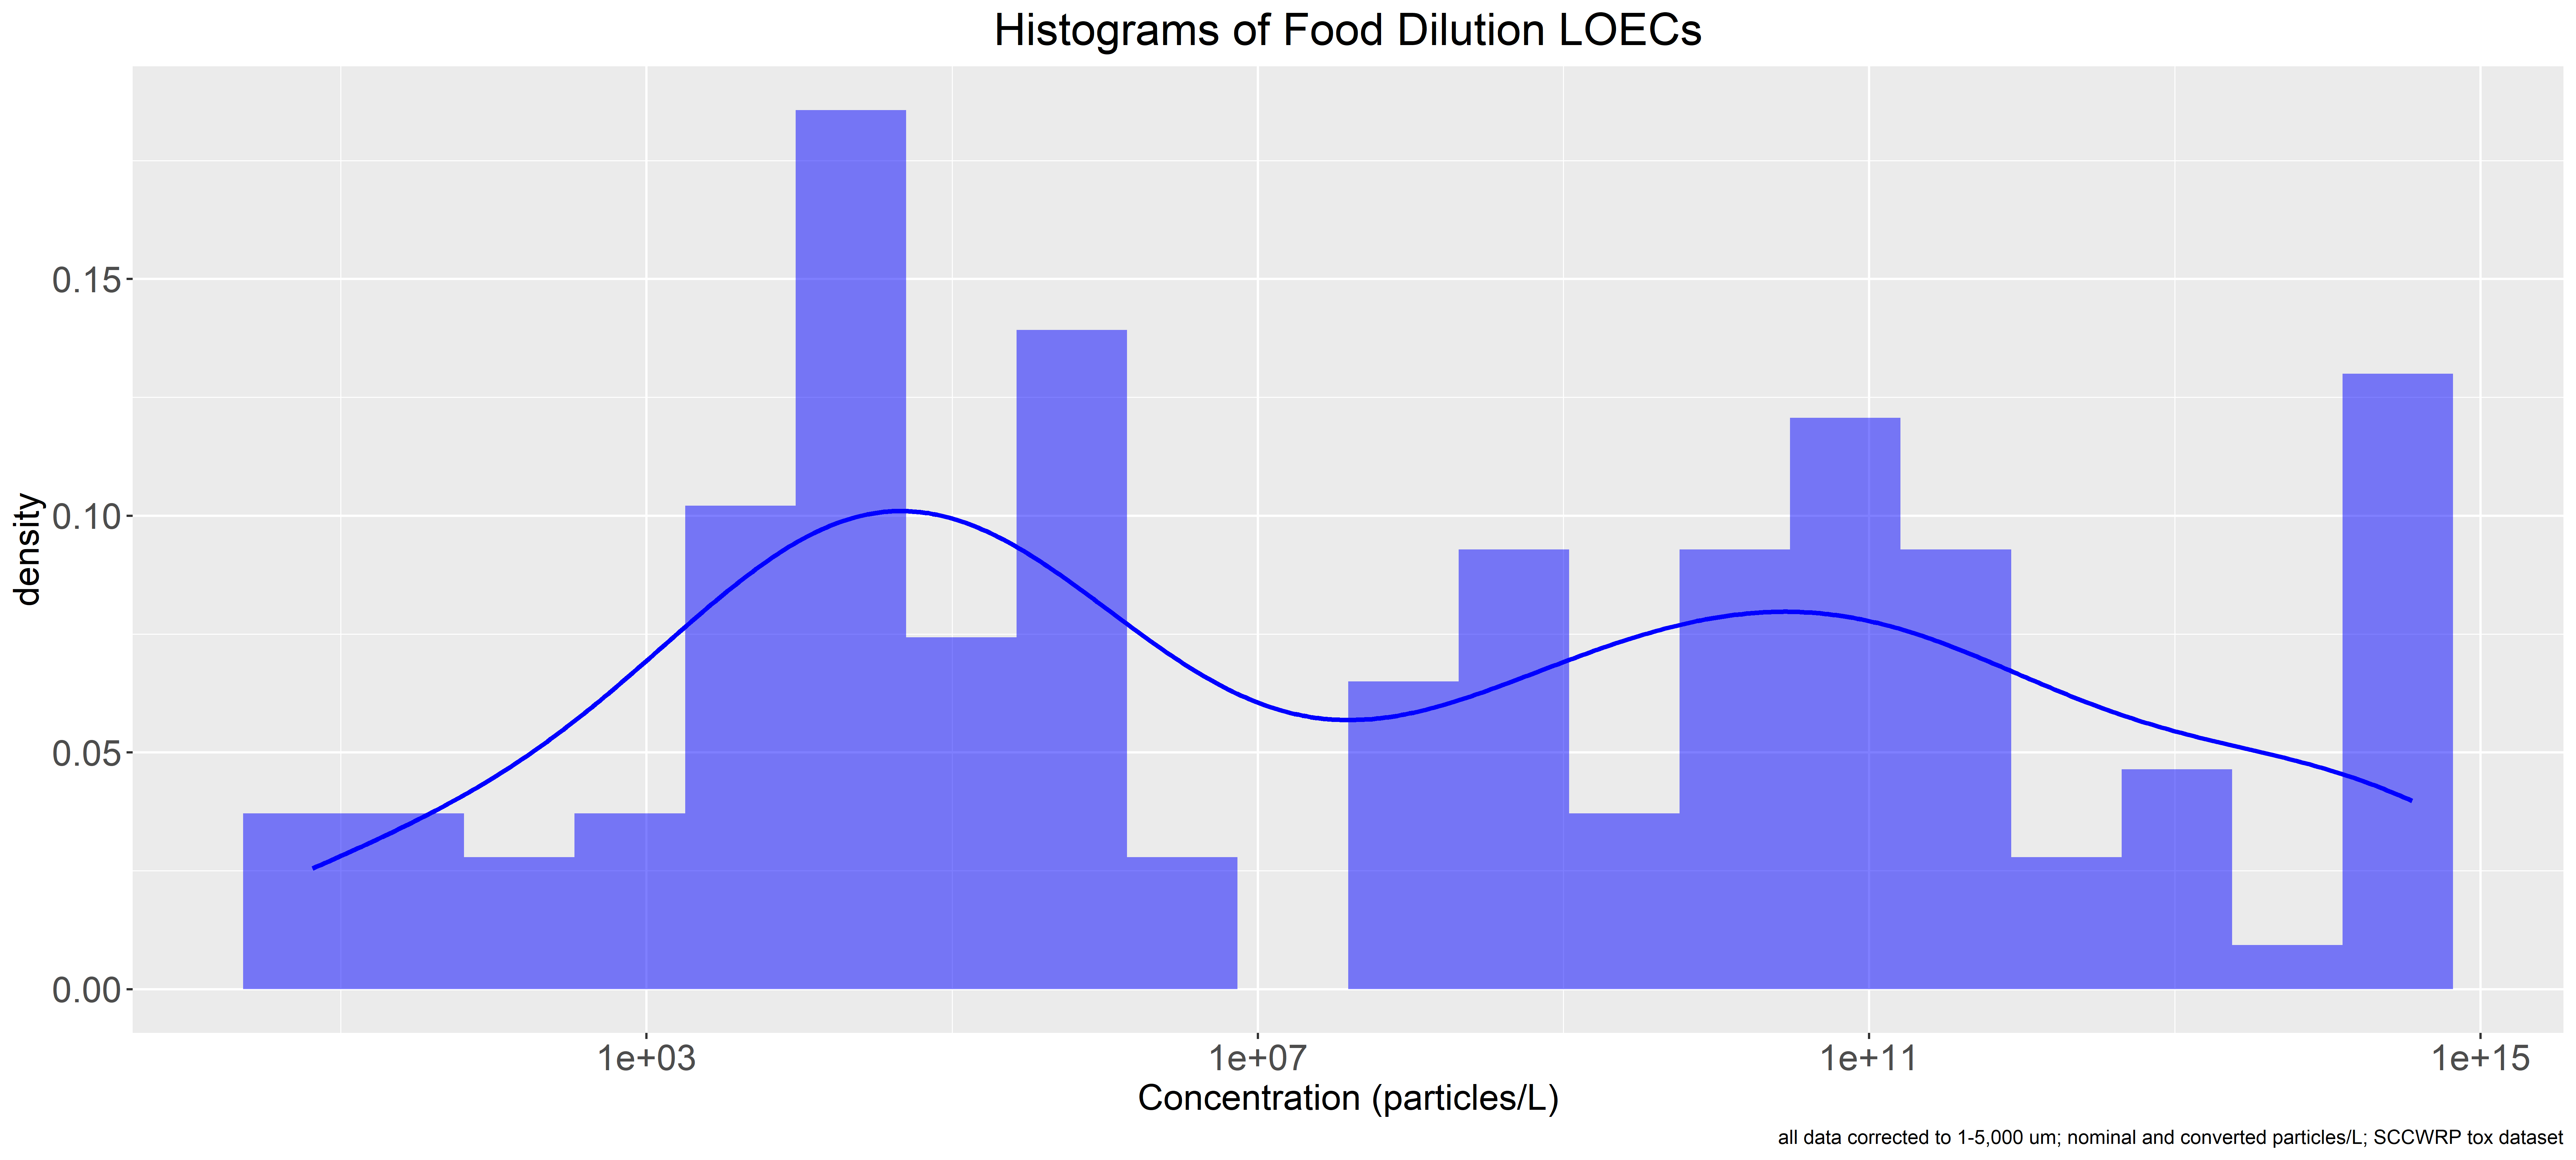 Histograms of Food Dilution LOECs
density
0.15
0.10
0.05
0.00
1e+03 1e+07 1e+11 1e+15
Concentration (particles/L)
all data corrected to 1-5,000 um; nominal and converted particles/L; SCCWRP tox dataset